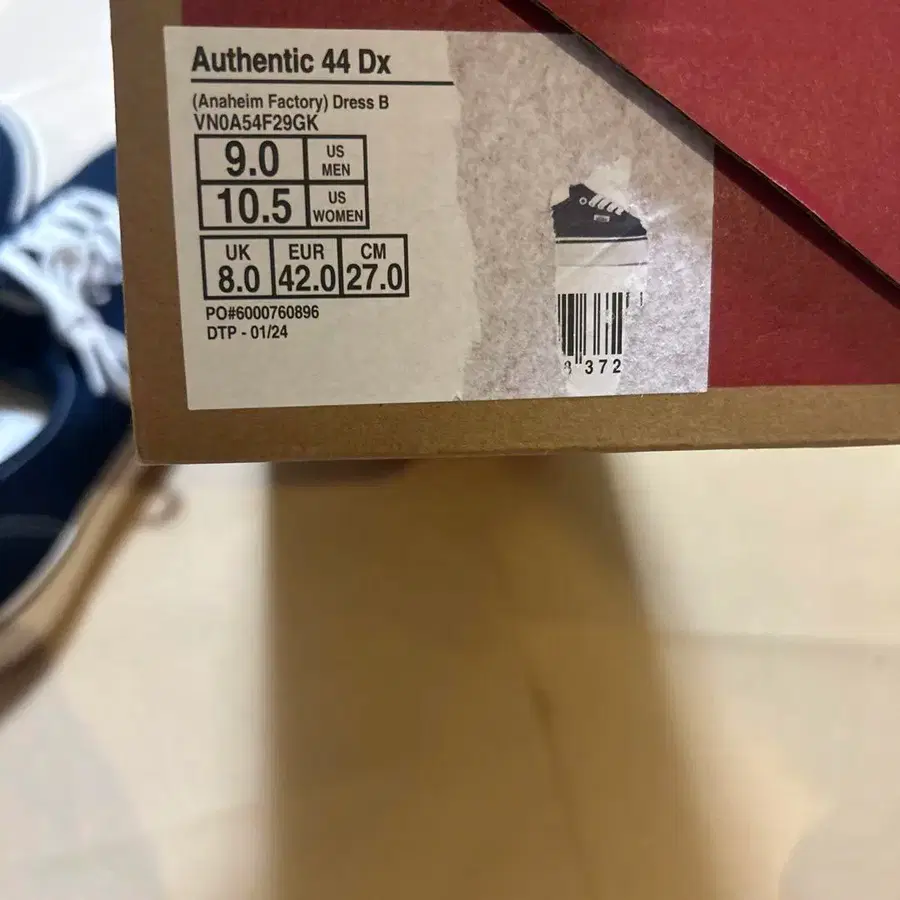 Authentic 44 Dx
(Anaheim Factory) Dress B
VN0A54F29GK
9.0 US MEN
10.5 US WOMEN
UK EUR CM
8.0 42.0 27.0
PO#6000760896
DTP - 01/24
372